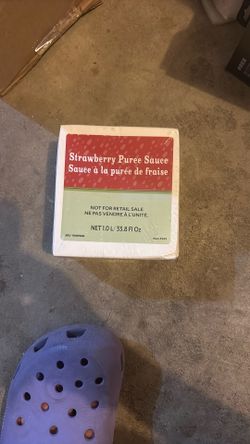 Strawberry Purée Sauce
Sauce à la purée de fraise
NOT FOR RETAIL SALE
NE PAS VENDRE À L'UNITÉ.
NET 1.0 L/33.8 Fl Oz